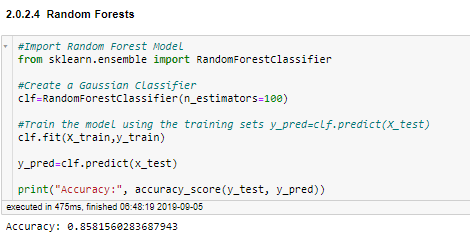 2.0.2.4 Random Forests
#Import Random Forest Model
from sklearn.ensemble import RandomForestClassifier
#Create a Gaussian Classifier
clf=RandomForestClassifier(n_estimators=100)
#Train the model using the training sets y_pred=clf.predict(X_test)
clf.fit(X_train,y_train)
y_pred=clf.predict(x_test)
print("Accuracy:", accuracy_score(y_test, y_pred))
executed in 475ms, finished 06:48:19 2019-09-05
Accuracy: 0.8581560283687943